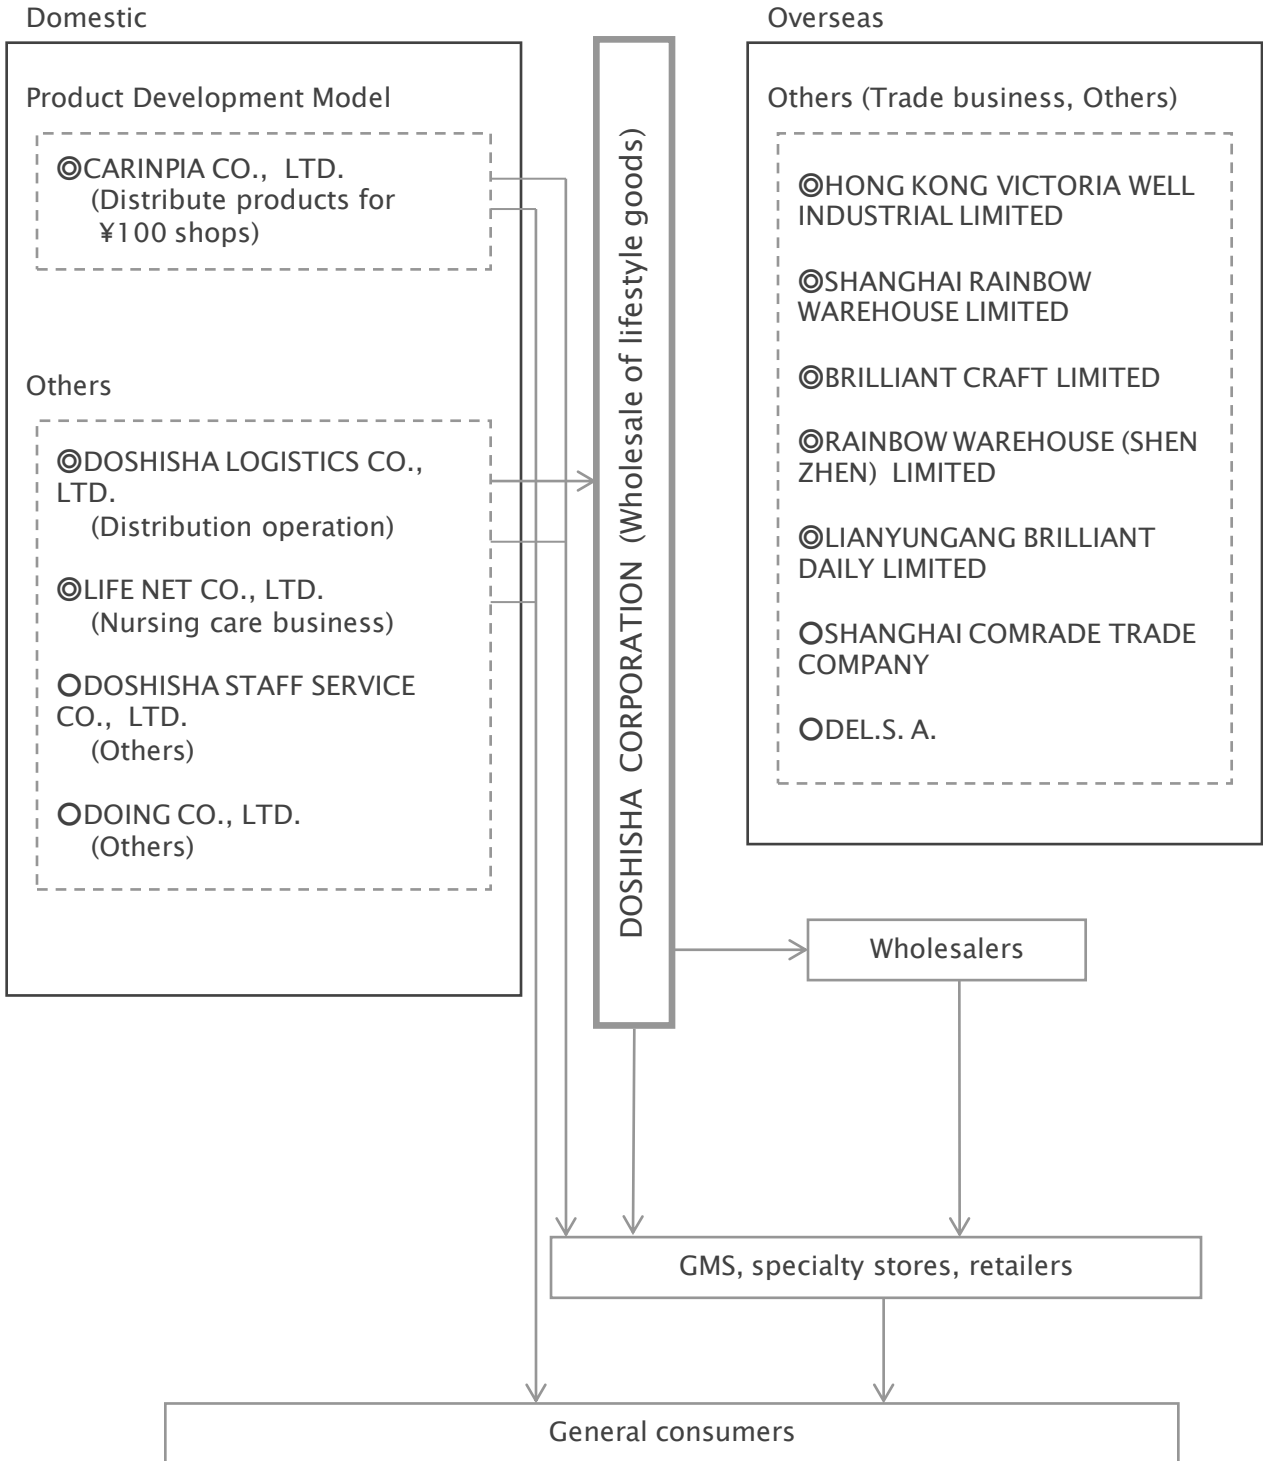 Domestic
Product Development Model
◎CARINPIA CO., LTD.
(Distribute products for
¥100 shops)
Others
◎DOSHISHA LOGISTICS CO.,
LTD.
(Distribution operation)
◎LIFE NET CO., LTD.
(Nursing care business)
○DOSHISHA STAFF SERVICE
CO., LTD.
(Others)
○DOING CO., LTD.
(Others)
DOSHISHA CORPORATION (Wholesale of lifestyle goods)
Overseas
Others (Trade business, Others)
◎HONG KONG VICTORIA WELL
INDUSTRIAL LIMITED
◎SHANGHAI RAINBOW
WAREHOUSE LIMITED
◎BRILLIANT CRAFT LIMITED
◎RAINBOW WAREHOUSE (SHEN
ZHEN) LIMITED
◎LIANYUNGANG BRILLIANT
DAILY LIMITED
○SHANGHAI COMRADE TRADE
COMPANY
○DEL.S. A.
Wholesalers
GMS, specialty stores, retailers
General consumers